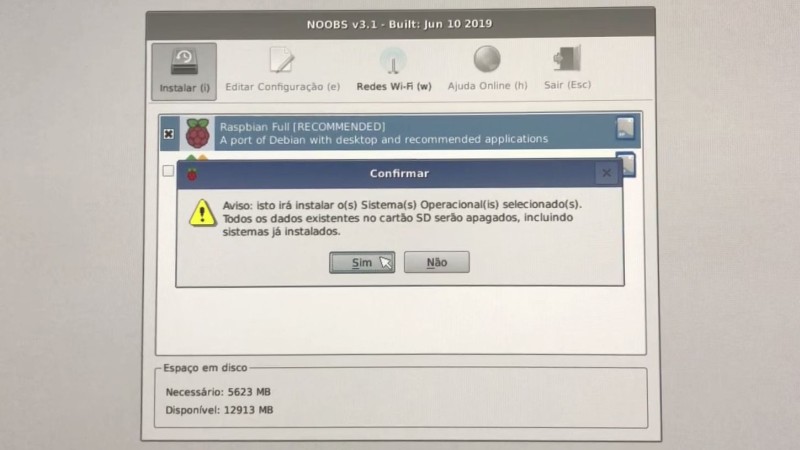 NOOBS v3.1 - Built: Jun 10 2019
Instalar (i)
Editar Configuração (e)
Redes Wi-Fi (w)
Ajuda Online (h)
Sair (Esc)
Raspbian Full [RECOMMENDED]
A port of Debian with desktop and recommended applications
Confirmar
Aviso: isto irá instalar o(s) Sistema(s) Operacional(is) selecionado(s).
Todos os dados existentes no cartão SD serão apagados, incluindo
sistemas já instalados.
Sim
Não
Espaço em disco
Necessário: 5623 MB
Disponível: 12913 MB